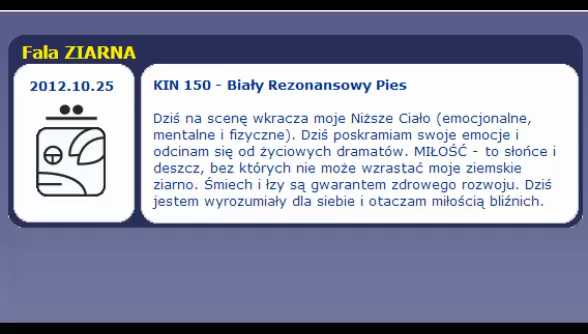 Fala ZIARNA
2012.10.25
KIN 150 - Biały Rezonansowy Pies
Dziś na scenę wkracza moje Niższe Ciało (emocjonalne,
mentalne i fizyczne). Dziś poskramiam swoje emocje i
odcinam się od życiowych dramatów. MIŁOŚĆ - to słońce i
deszcz, bez których nie może wzrastać moje ziemskie
ziarno. Śmiech i łzy są gwarantem zdrowego rozwoju. Dziś
jestem wyrozumiały dla siebie i otaczam miłością bliźnich.